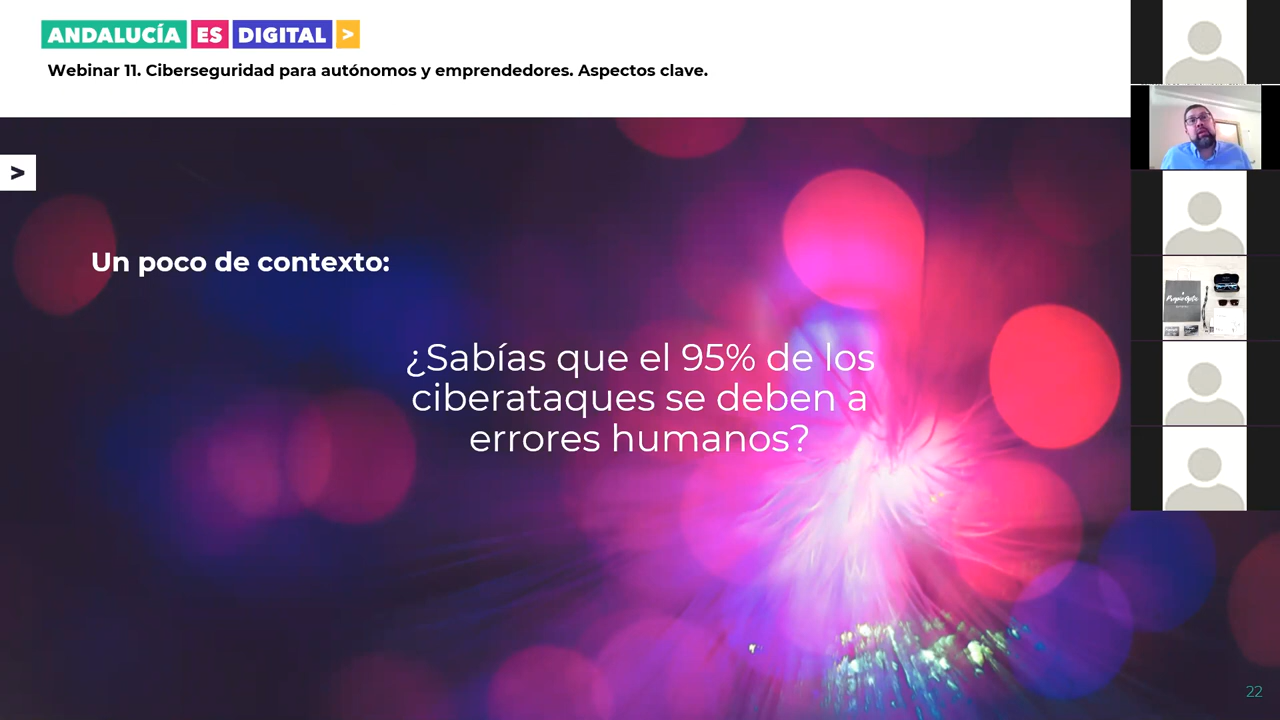 ANDALUCÍA ES DIGITAL >
Webinar 11. Ciberseguridad para autónomos y emprendedores. Aspectos clave.
>
Un poco de contexto:
¿Sabías que el 95% de los
ciberataques se deben a
errores humanos?
22